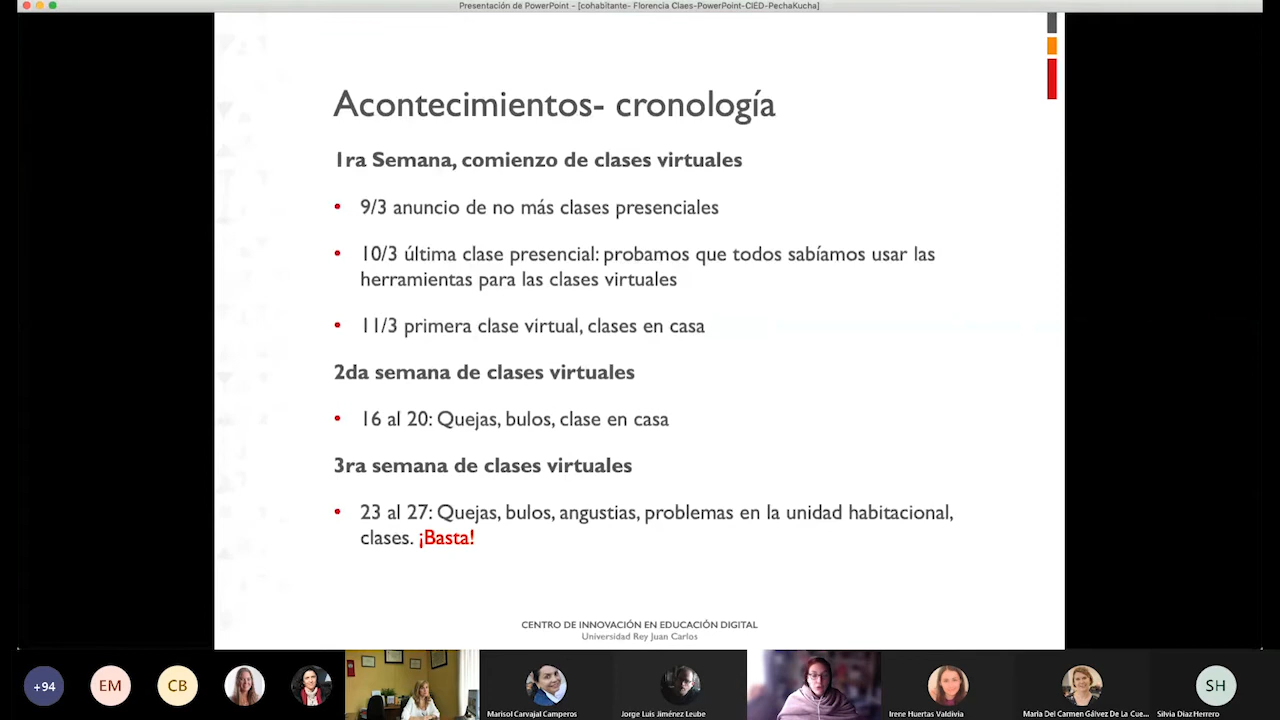 Presentación de PowerPoint - [cohabitante- Florencia Claes-PowerPoint-CIED-PechaKucha]
Acontecimientos- cronología
1ra Semana, comienzo de clases virtuales
• 9/3 anuncio de no más clases presenciales
• 10/3 última clase presencial: probamos que todos sabíamos usar las
herramientas para las clases virtuales
• 11/3 primera clase virtual, clases en casa
2da semana de clases virtuales
• 16 al 20: Quejas, bulos, clase en casa
3ra semana de clases virtuales
• 23 al 27: Quejas, bulos, angustias, problemas en la unidad habitacional,
clases. ¡Basta!
CENTRO DE INNOVACIÓN EN EDUCACIÓN DIGITAL
Universidad Rey Juan Carlos
+94
EM
CB
SH
Marisol Carvajal Camperos
Jorge Luis Jiménez Leube
Irene Huertas Valdivia
María Del Carmen Gálvez De La Cue...
Silvia Díaz Herrero